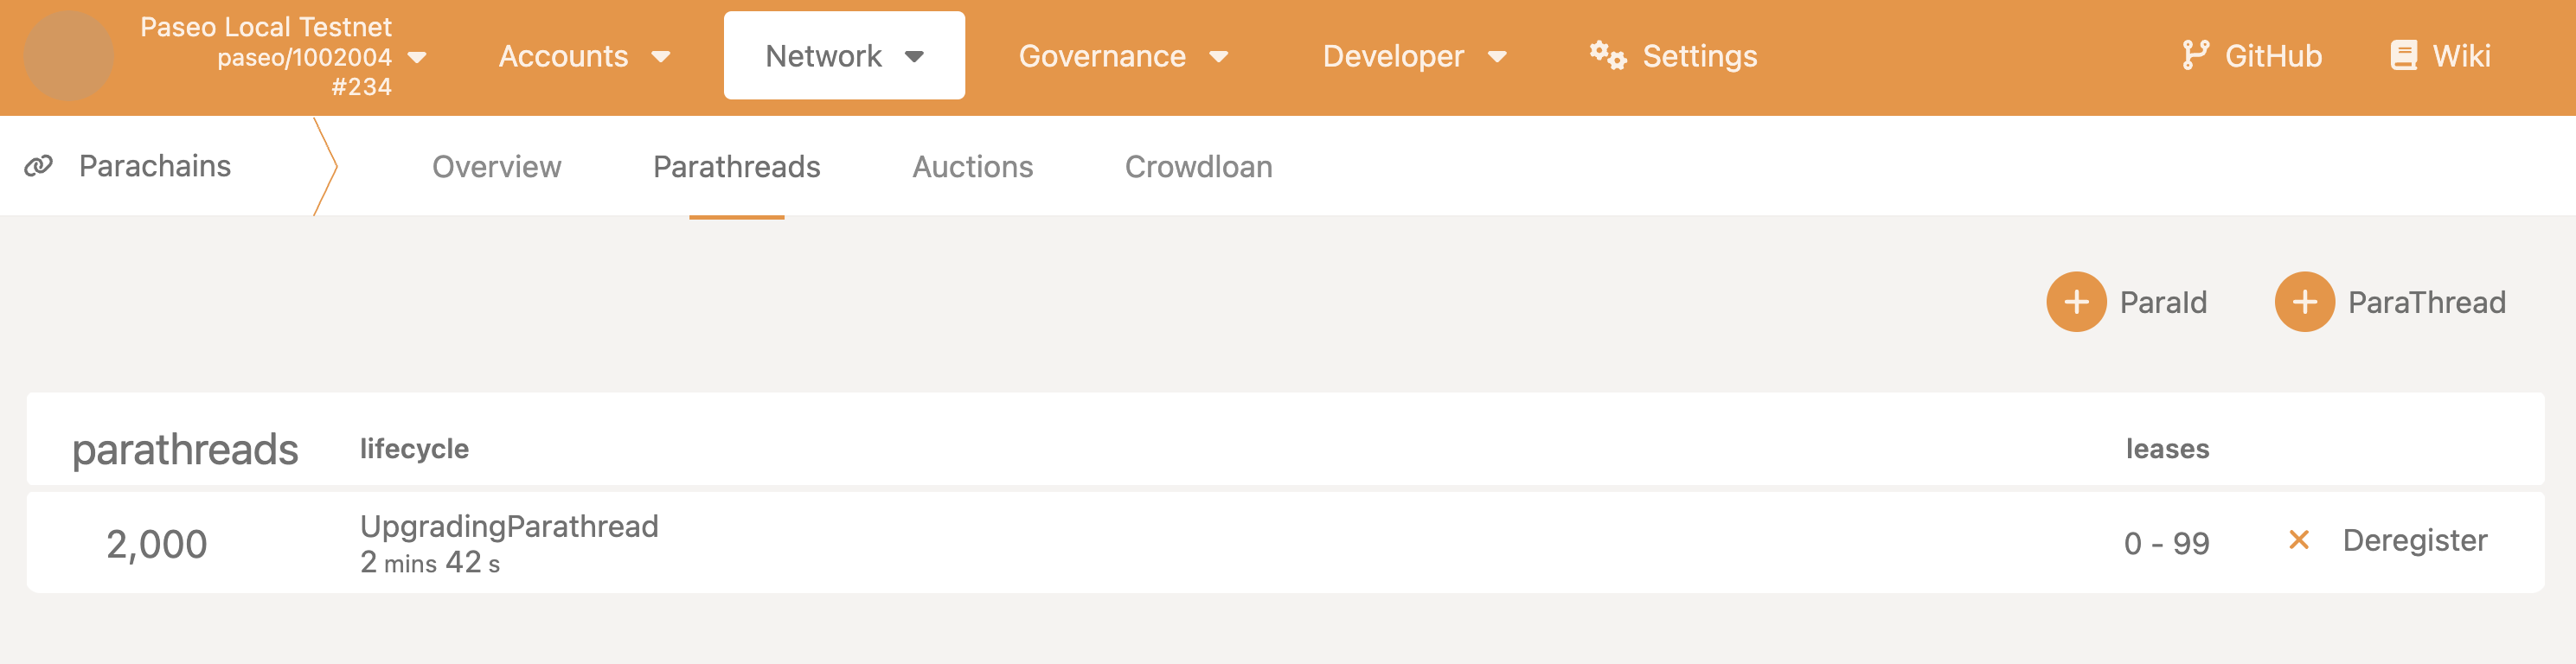 Paseo Local Testnet
paseo/1002004
#234
Accounts
Network
Governance
Developer
Settings
GitHub
Wiki
Parachains
Overview
Parathreads
Auctions
Crowdloan
ParaId
ParaThread
parathreads lifecycle leases
2,000
UpgradingParathread
2 mins 42 s
0 - 99
Deregister